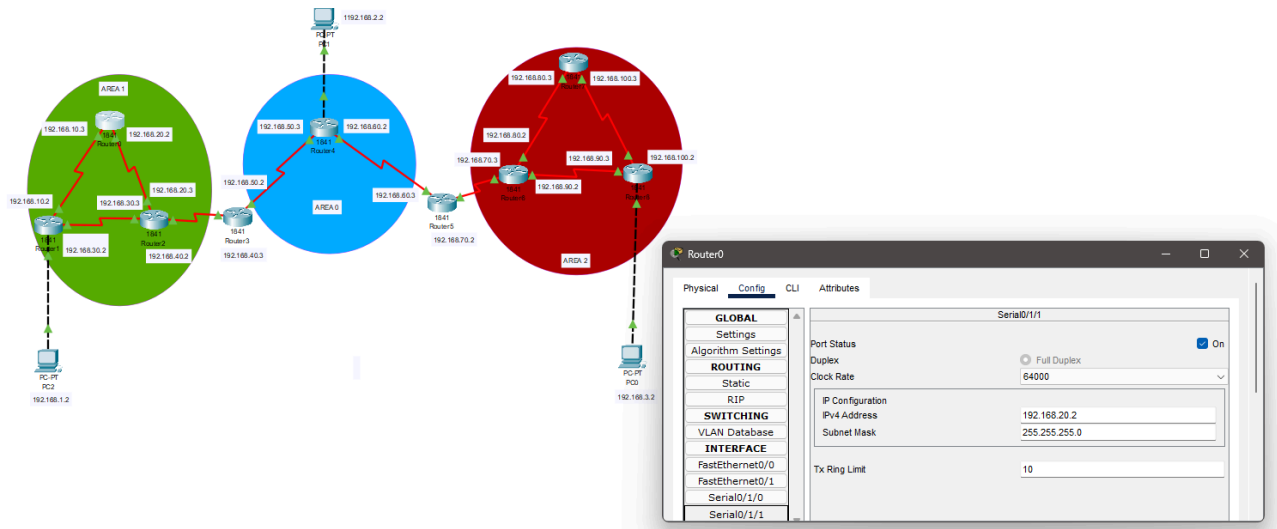 1192.168.2.2
PC-PT
PC1
AREA 1
192.168.10.3
192.168.20.2
1841
Router0
192.168.10.2
192.168.30.3
192.168.20.3
1841
Router1
192.168.30.2
1841
Router2
192.168.40.2
192.168.50.2
1841
Router3
192.168.40.3
PC-PT
PC2
192.168.1.2
192.168.50.3
192.168.60.2
1841
Router4
AREA 0
192.168.60.3
1841
Router5
192.168.70.2
192.168.80.3
192.168.100.3
192.168.80.2
192.168.70.3
192.168.90.3
192.168.100.2
192.168.90.2
1841
1841
AREA 2
PC-PT
PC0
192.168.3.2
Router0
Physical Config CLI Attributes
GLOBAL
Settings
Algorithm Settings
ROUTING
Static
RIP
SWITCHING
VLAN Database
INTERFACE
FastEthernet0/0
FastEthernet0/1
Serial0/1/0
Serial0/1/1
Serial0/1/1
Port Status On
Duplex Full Duplex
Clock Rate 64000
IP Configuration
IPv4 Address 192.168.20.2
Subnet Mask 255.255.255.0
Tx Ring Limit 10